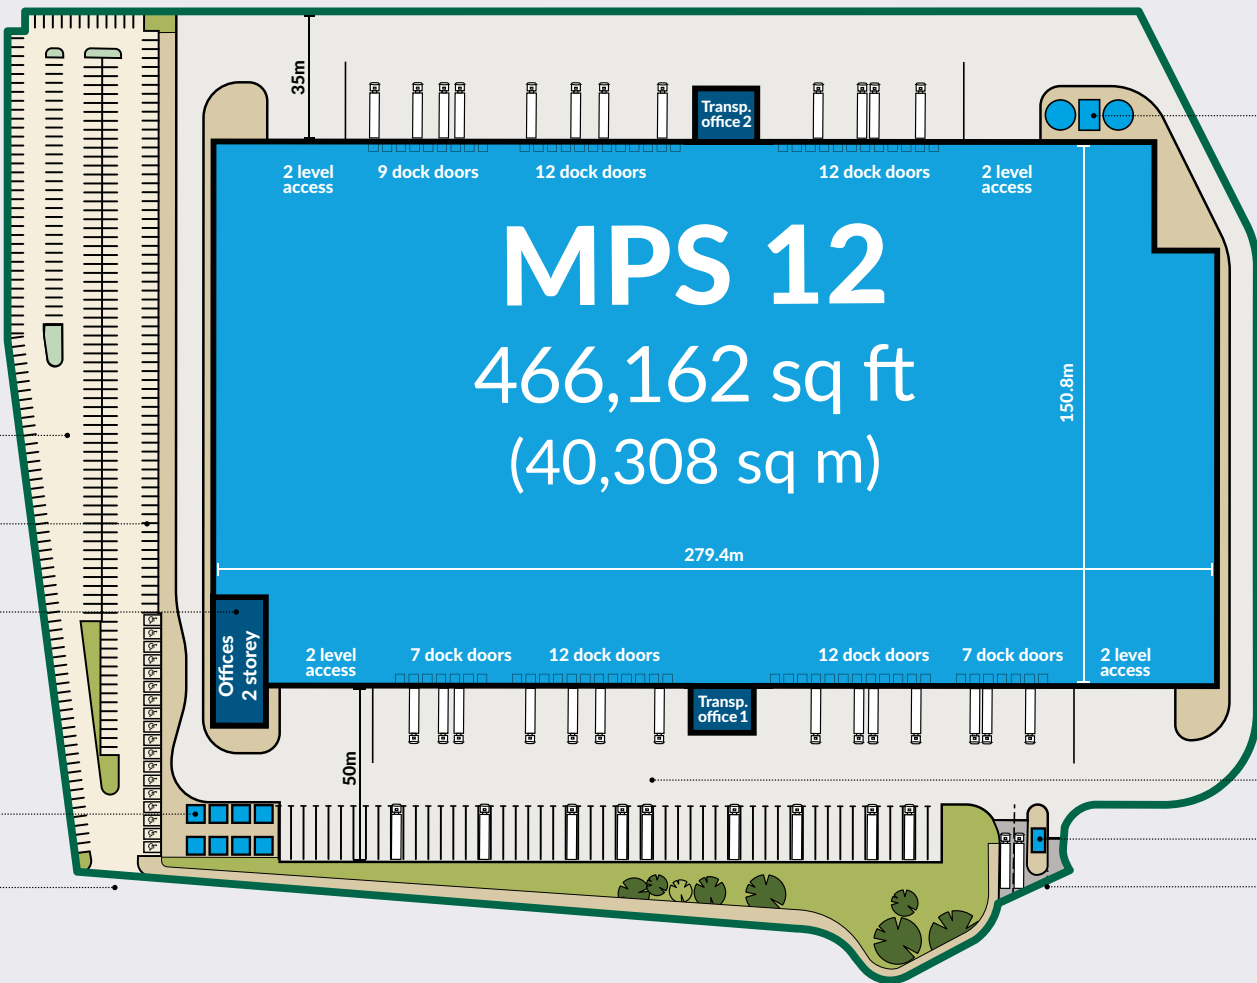 35m
Transp.
office 2
2 level
access
9 dock doors
12 dock doors
12 dock doors
2 level
access
MPS 12
466,162 sq ft
(40,308 sq m)
150.8m
279.4m
Offices
2 storey
2 level
access
7 dock doors
12 dock doors
12 dock doors
7 dock doors
2 level
access
Transp.
office 1
50m